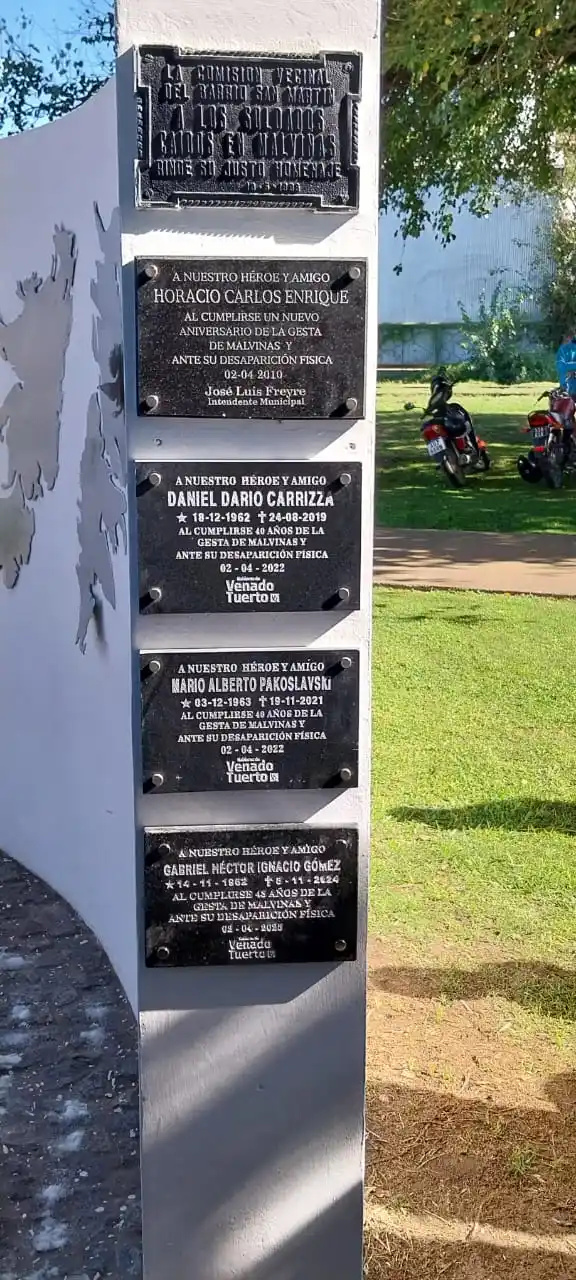 LA COMISION VECINAL
DEL BARRIO SAN MARTIN
A LOS SOLDADOS
CAIDOS EN MALVINAS
RINDE SU JUSTO HOMENAJE
A NUESTRO HÉROE Y AMIGO
HORACIO CARLOS ENRIQUE
AL CUMPLIRSE UN NUEVO
ANIVERSARIO DE LA GESTA
DE MALVINAS Y
ANTE SU DESAPARICIÓN FISICA
02-04 2010
José Luis Freyre
Intendente Municipal
A NUESTRO HÉROE Y AMIGO
DANIEL DARIO CARRIZZA
★ 18-12-1962 ✝ 24-08-2019
AL CUMPLIRSE 40 AÑOS DE LA
GESTA DE MALVINAS Y
ANTE SU DESAPARICIÓN FÍSICA
02 - 04 - 2022
Venado
Tuerto
A NUESTRO HÉROE Y AMIGO
MARIO ALBERTO PAKOSLAVSKI
★ 03-12-1963 ✝ 19-11-2021
AL CUMPLIESE 40 AÑOS DE LA
GESTA DE MALVINAS Y
ANTE SU DESAPARICIÓN FÍSICA
02 - 04 - 2022
Venado
Tuerto
A NUESTRO HÉROE Y AMIGO
GABRIEL HÉCTOR IGNACIO GÓMEZ
★ 14 - 11 - 1962 ✝ 5 - 11 - 2024
AL CUMPLIRSE 43 AÑOS DE LA
GESTA DE MALVINAS Y
ANTE SU DESAPARICIÓN FÍSICA
02 - 04 - 2025
Venado
Tuerto